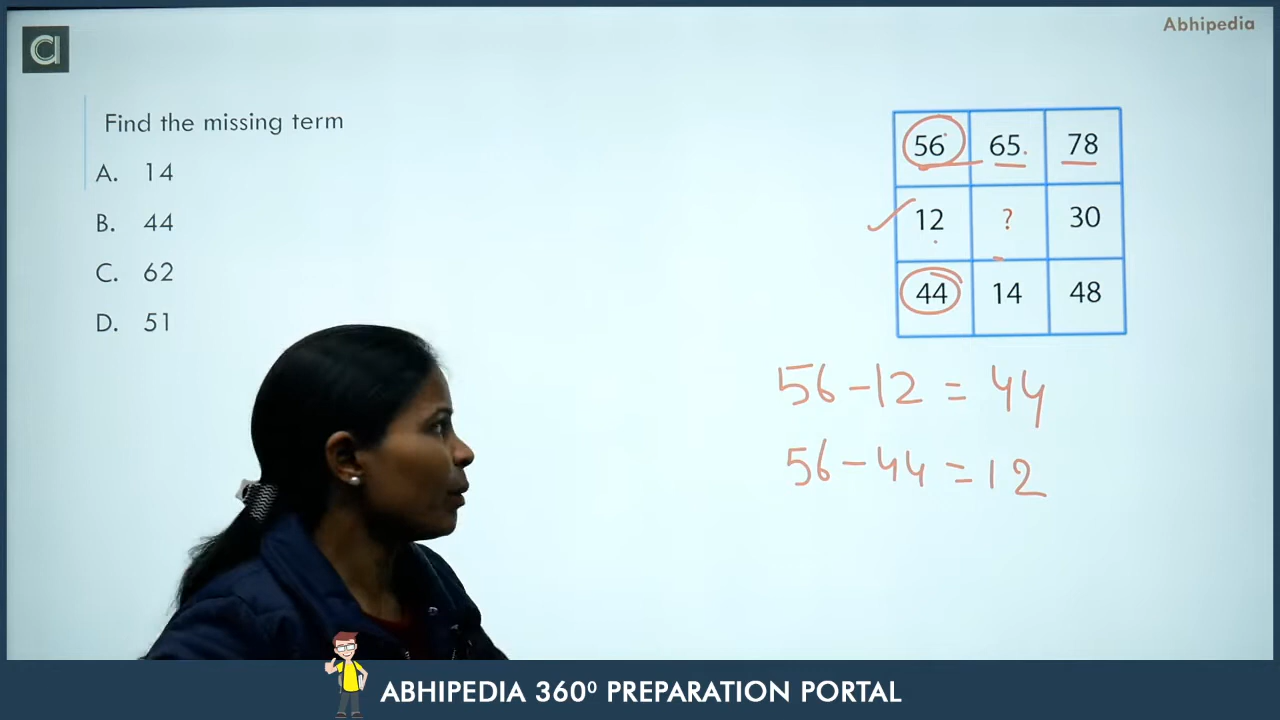 Abhipedia
Find the missing term
A. 14
B. 44
C. 62
D. 51
56 65 78
12 ? 30
44 14 48
56-12=44
56-44=12
ABHIPEDIA 360⁰ PREPARATION PORTAL